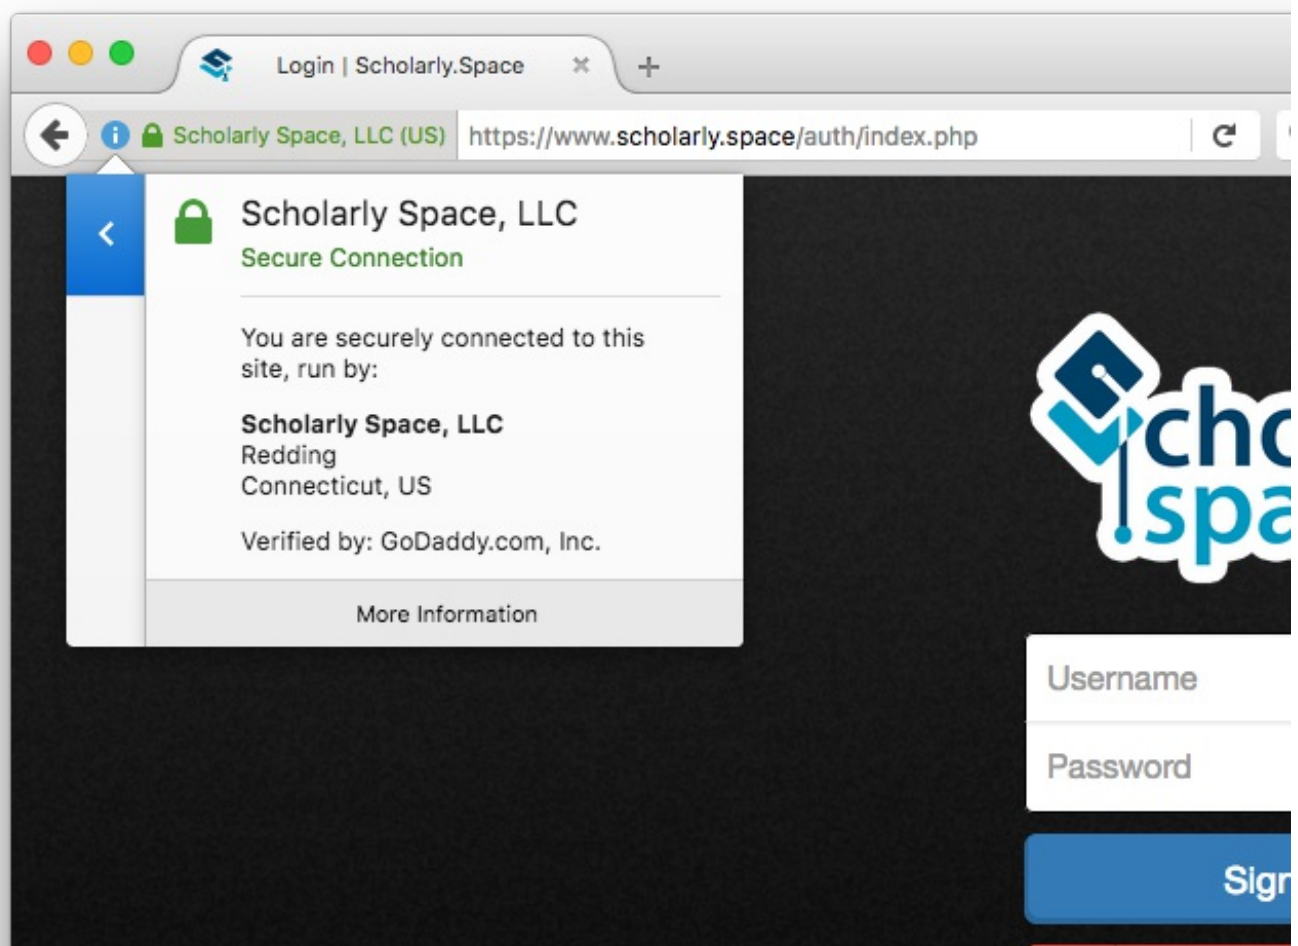 Login | Scholarly.Space
Scholarly Space, LLC (US) https://www.scholarly.space/auth/index.php
Scholarly Space, LLC
Secure Connection
You are securely connected to this
site, run by:
Scholarly Space, LLC
Redding
Connecticut, US
Verified by: GoDaddy.com, Inc.
More Information
cho
spa
Username
Password
Sign